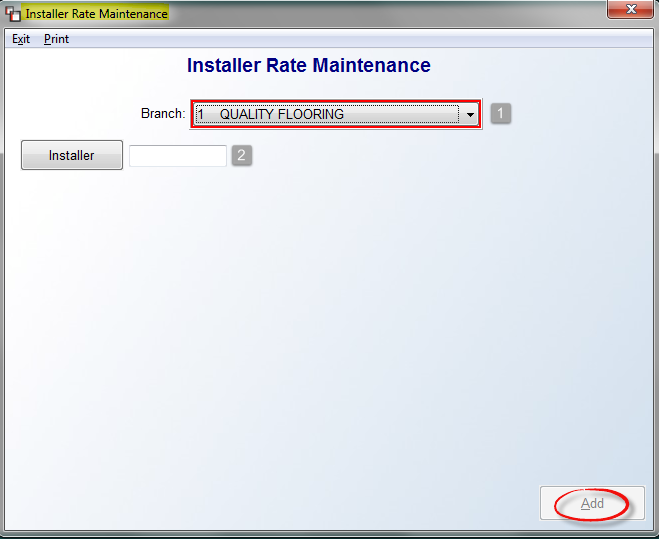 Installer Rate Maintenance
x
Exit Print
Installer Rate Maintenance
Branch: 1 QUALITY FLOORING 1
Installer 2
Add